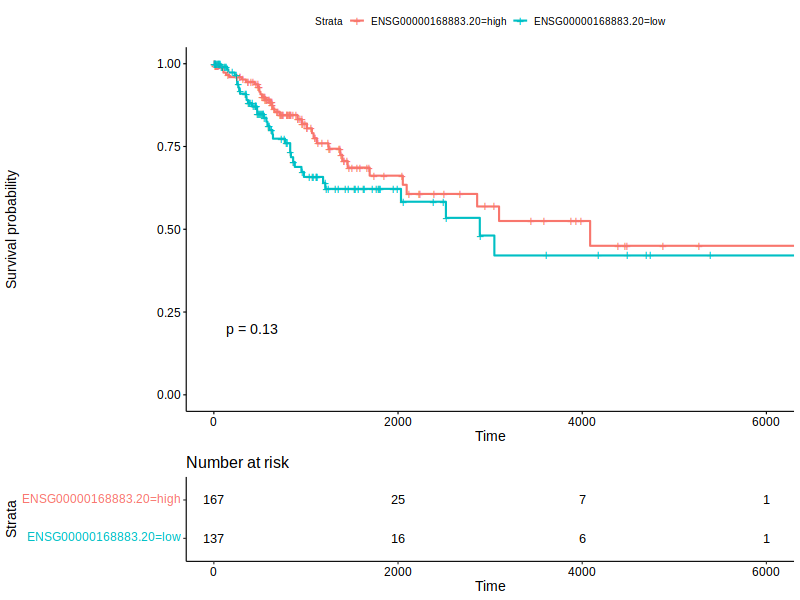 Strata ENSG00000168883.20=high ENSG00000168883.20=low
Survival probability
1.00
0.75
0.50
0.25
0.00
p = 0.13
0 2000 4000 6000
Time
Number at risk
Strata
ENSG00000168883.20=high 167 25 7 1
ENSG00000168883.20=low 137 16 6 1
0 2000 4000 6000
Time